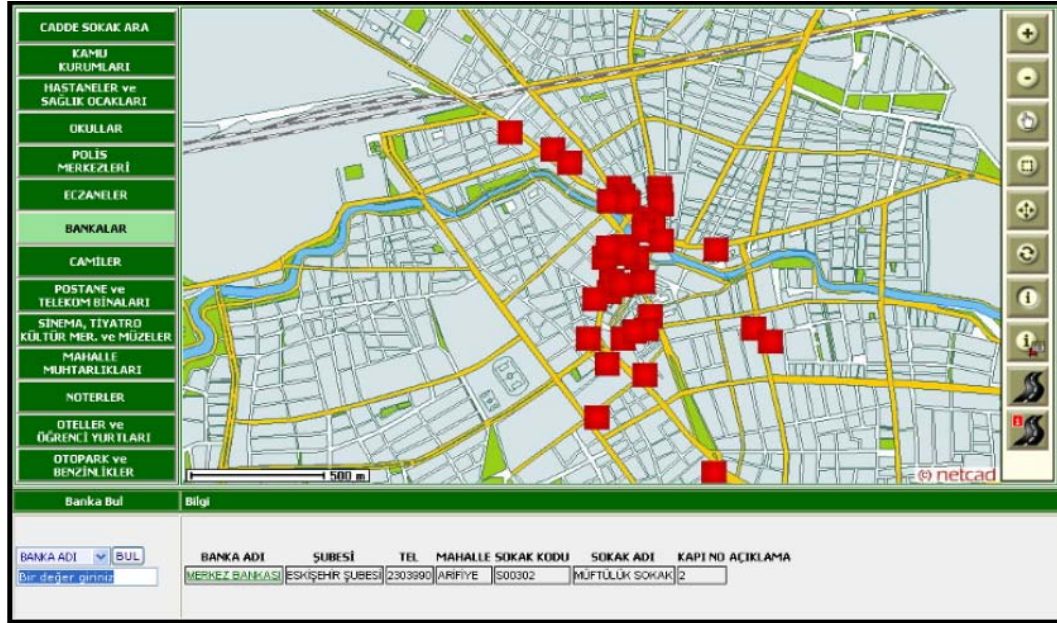 CADDE SOKAK ARA
KAMU
KURUMLARI
HASTANELER ve
SAĞLIK OCAKLARI
OKULLAR
POLİS
MERKEZLERİ
ECZANELER
BANKALAR
CAMİLER
POSTANE ve
TELEKOM BİNALARI
SİNEMA, TİYATRO
KÜLTÜR MER. ve MÜZELER
MAHALLE
MUHTARLIKLARI
NOTERLER
OTELLER ve
ÖĞRENCİ YURTLARI
OTOPARK ve
BENZİNLİKLER
500 m
© netcad
Banka Bul
Bilgi
BANKA ADI BUL
Bir değer giriniz
BANKA ADI ŞUBESİ TEL MAHALLE SOKAK KODU SOKAK ADI KAPI NO AÇIKLAMA
MERKEZ BANKASI ESKİŞEHİR ŞUBESİ 2303990 ARİFİYE S00302 MÜFTÜLÜK SOKAK 2